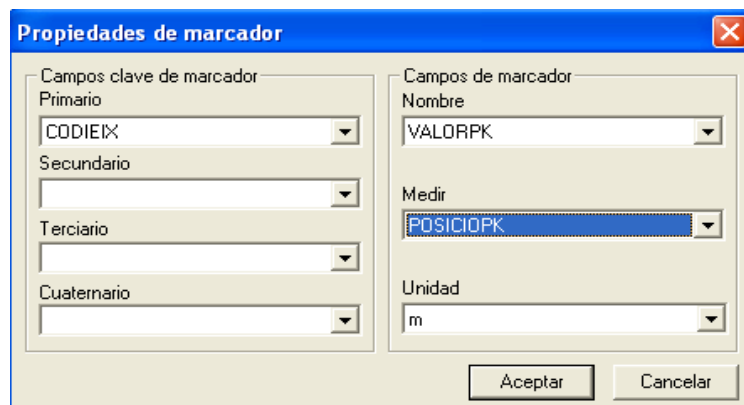 Propiedades de marcador
Campos clave de marcador
Primario
CODIEIX
Secundario
Terciario
Cuaternario
Campos de marcador
Nombre
VALORPK
Medir
POSICIOPK
Unidad
m
Aceptar
Cancelar